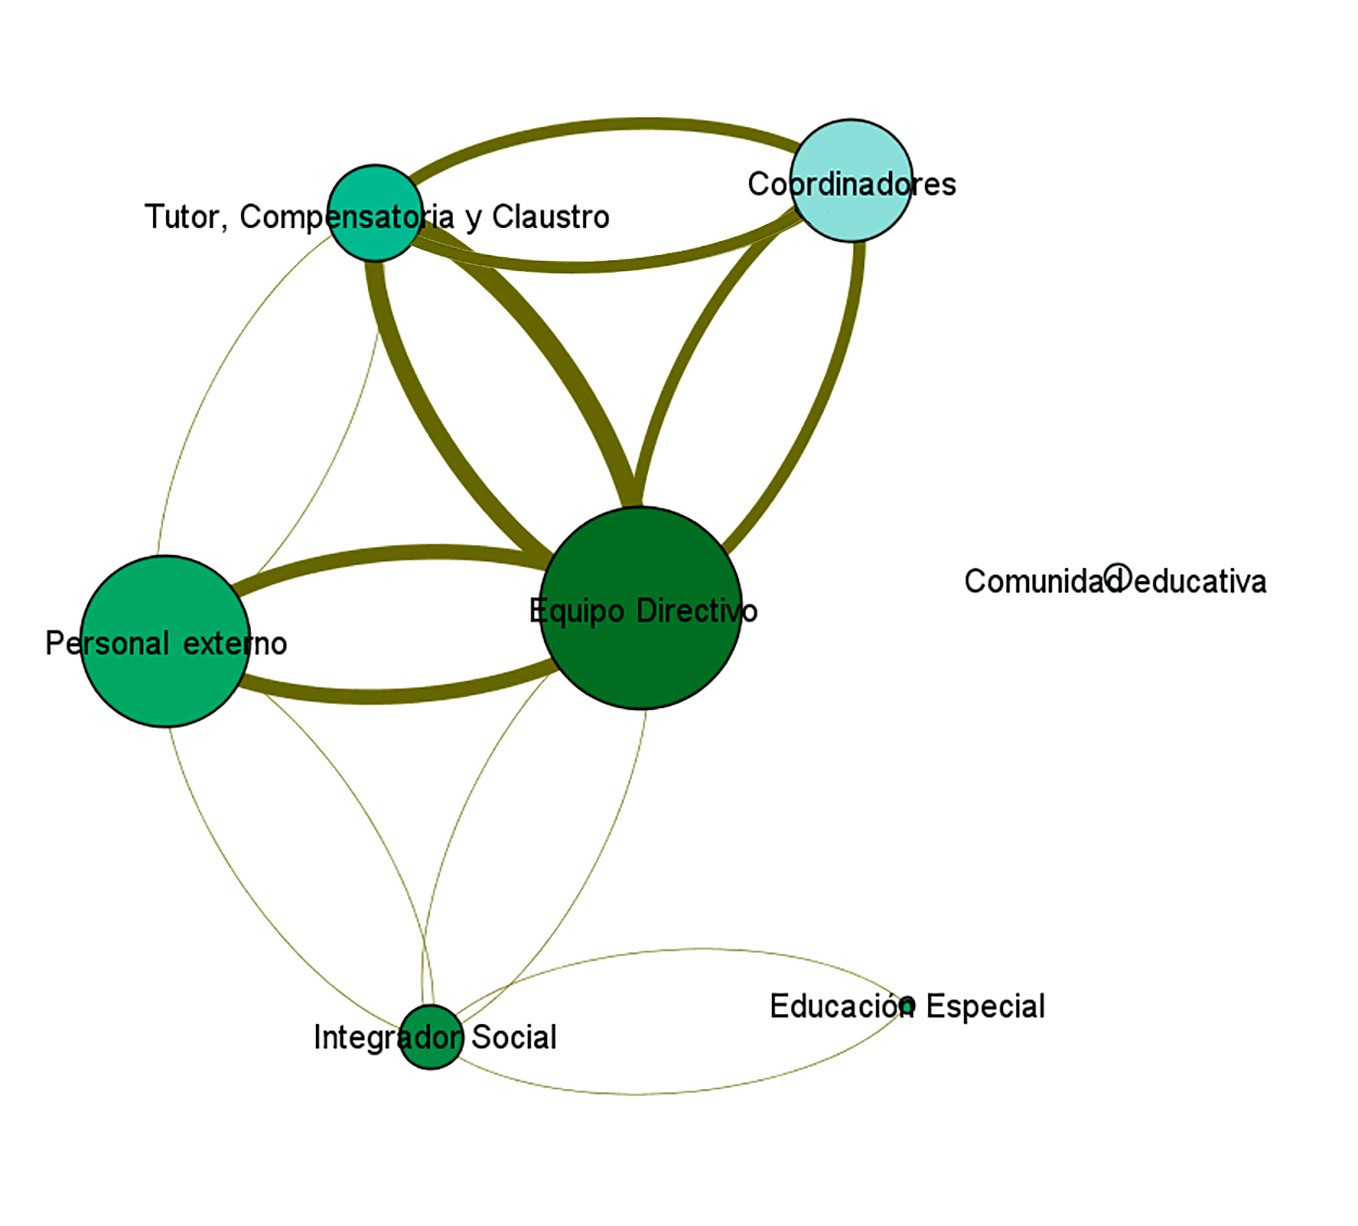 Coordinadores
Tutor, Compensatoria y Claustro
Comunidad educativa
Equipo Directivo
Personal externo
Educación Especial
Integrador Social